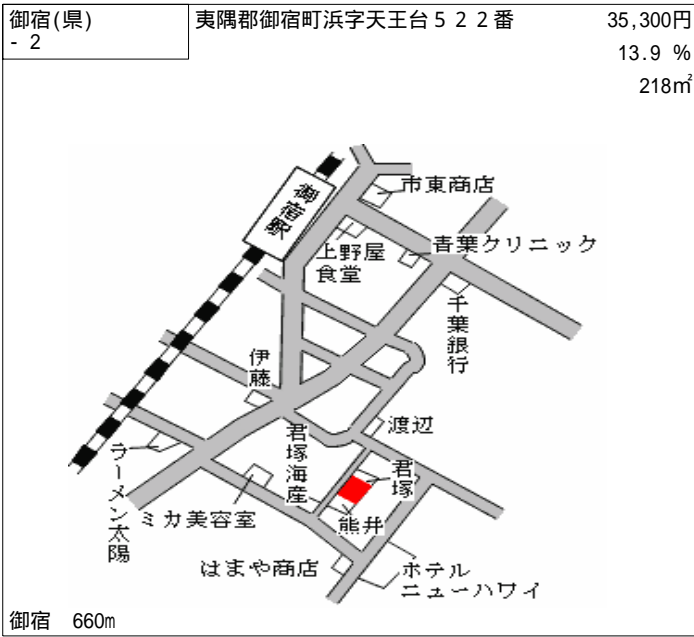 御宿(県)
- 2
夷隅郡御宿町浜字天王台５２２番
35,300円
13.9 %
218㎡
御宿駅
市東商店
上野屋
食堂
青葉クリニック
千葉銀行
伊藤
渡辺
君塚海産
君塚
ラーメン太陽
ミカ美容室
熊井
はまや商店
ホテル
ニューハワイ
御宿 660m